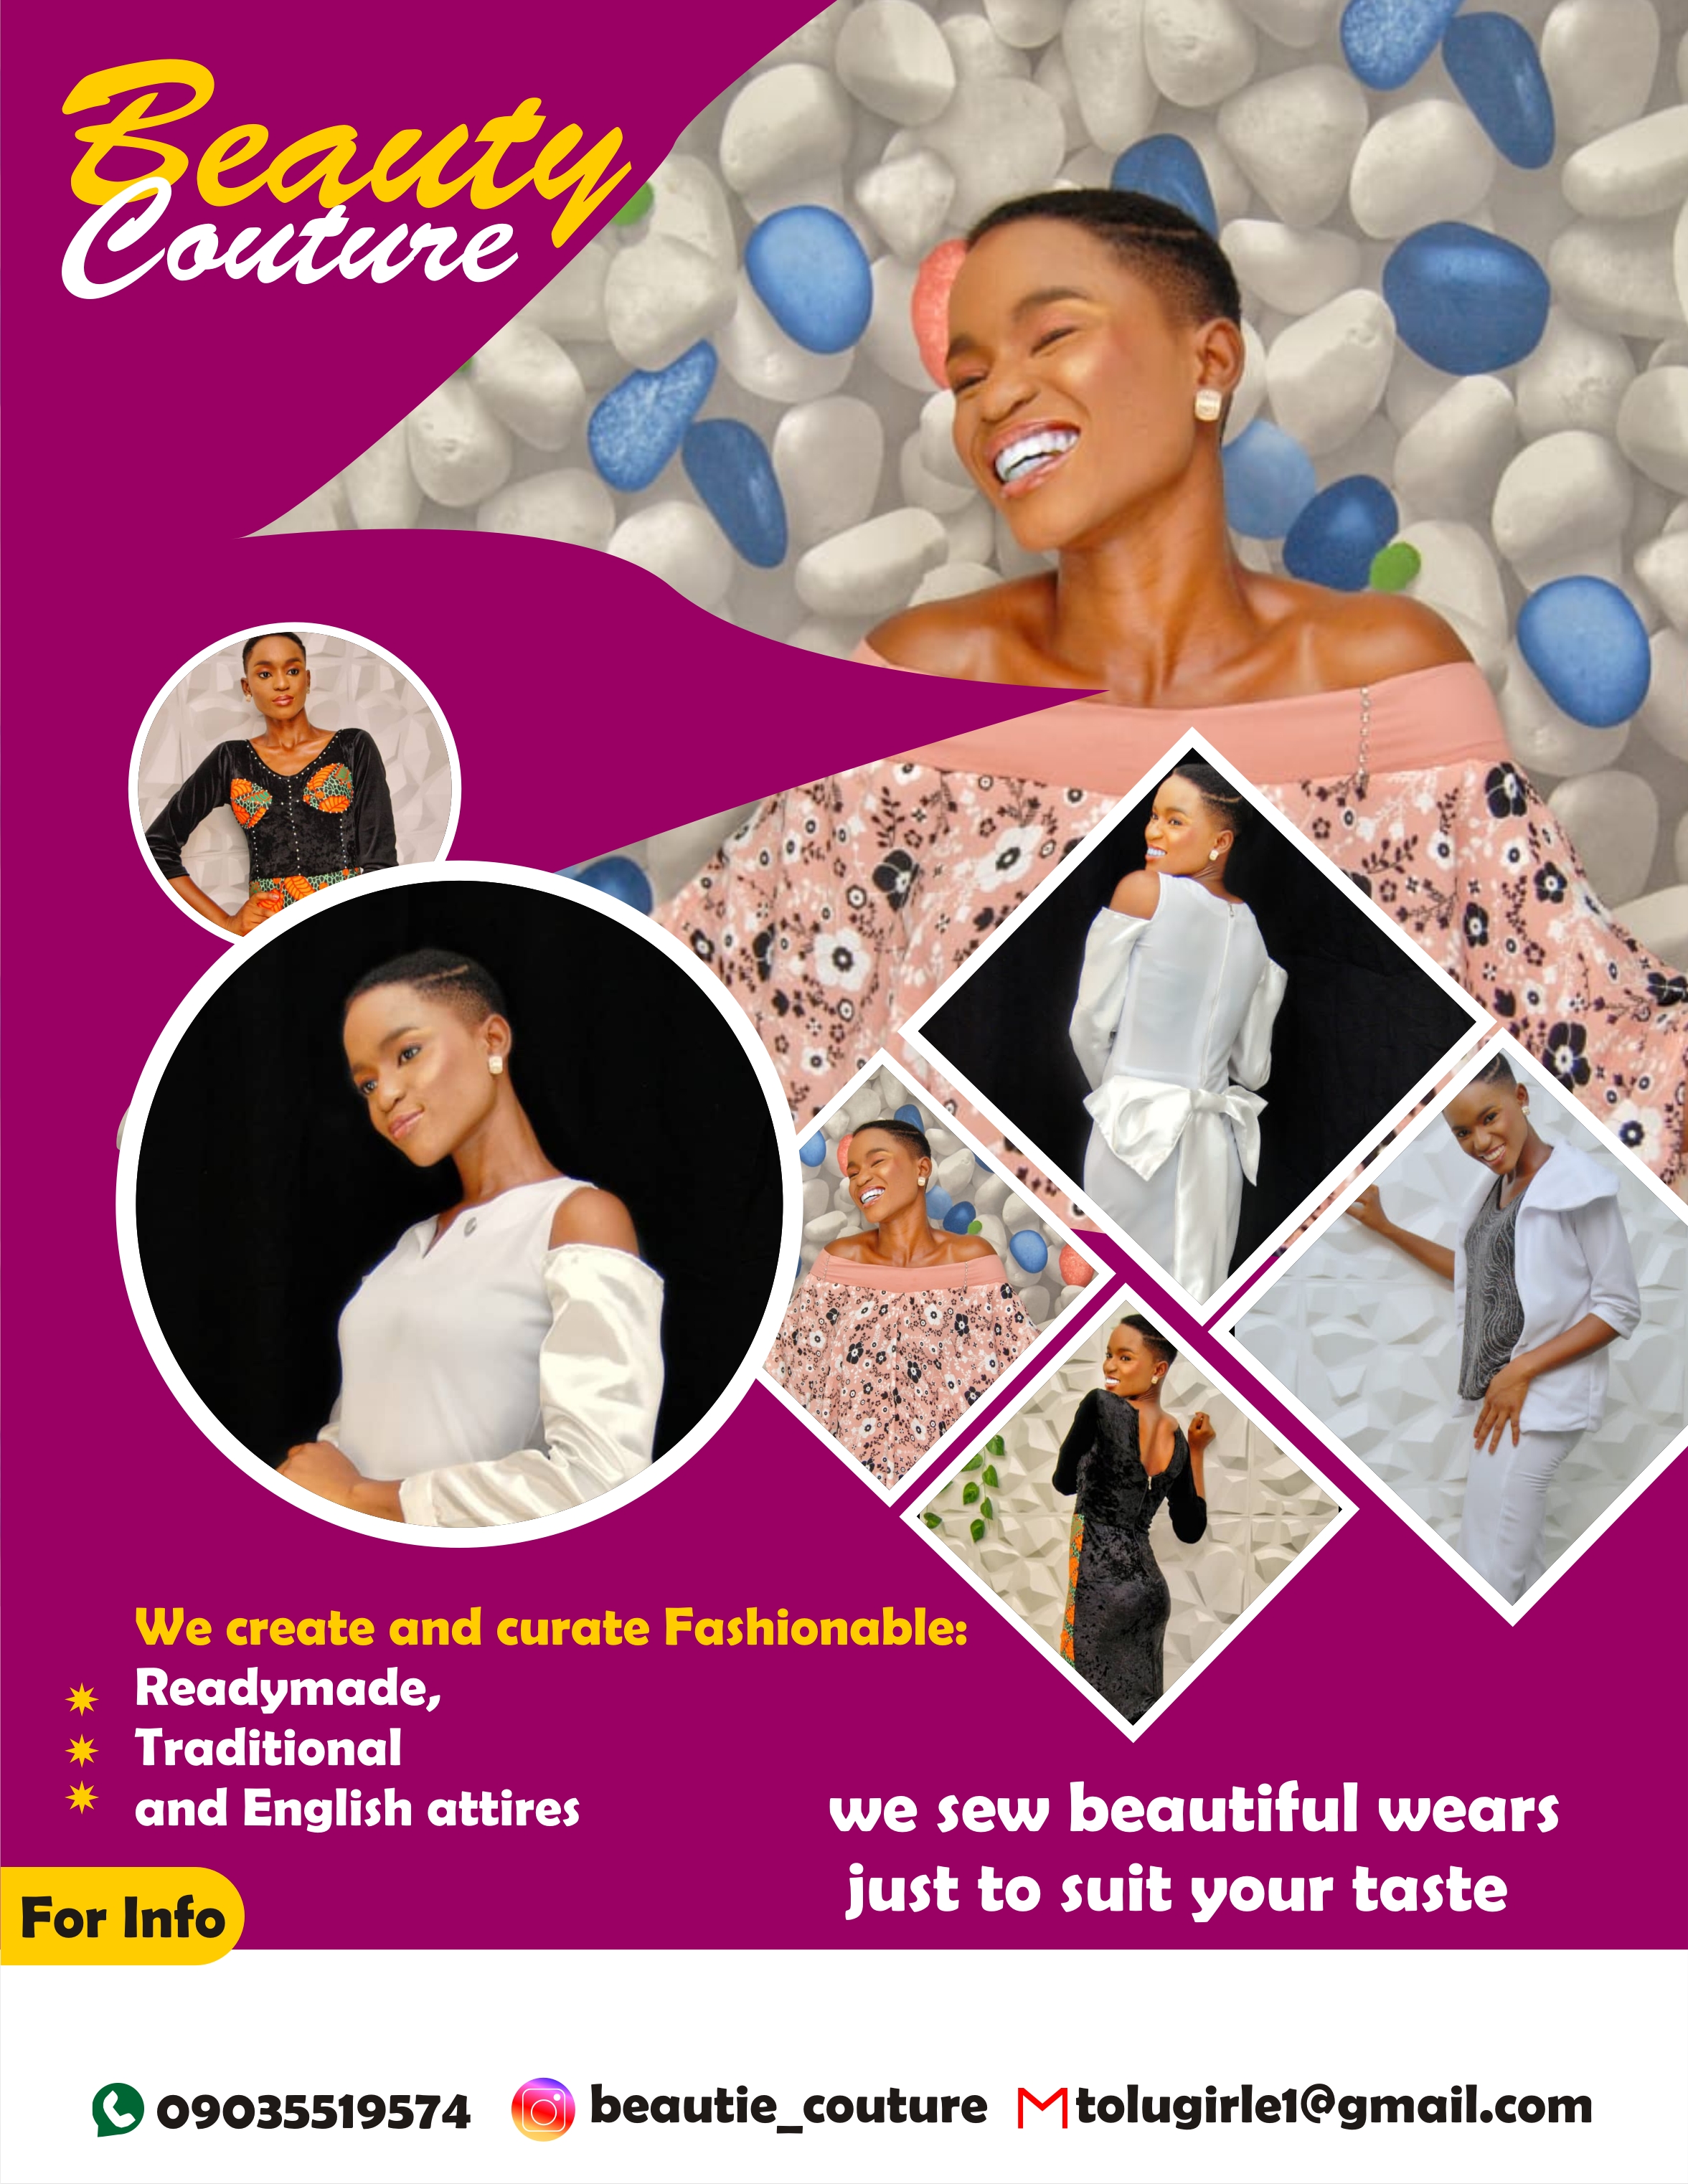 Beauty
Couture
We create and curate Fashionable:
Readymade,
Traditional
and English attires
we sew beautiful wears
just to suit your taste
For Info
09035519574
beautie_couture
tolugirle1@gmail.com